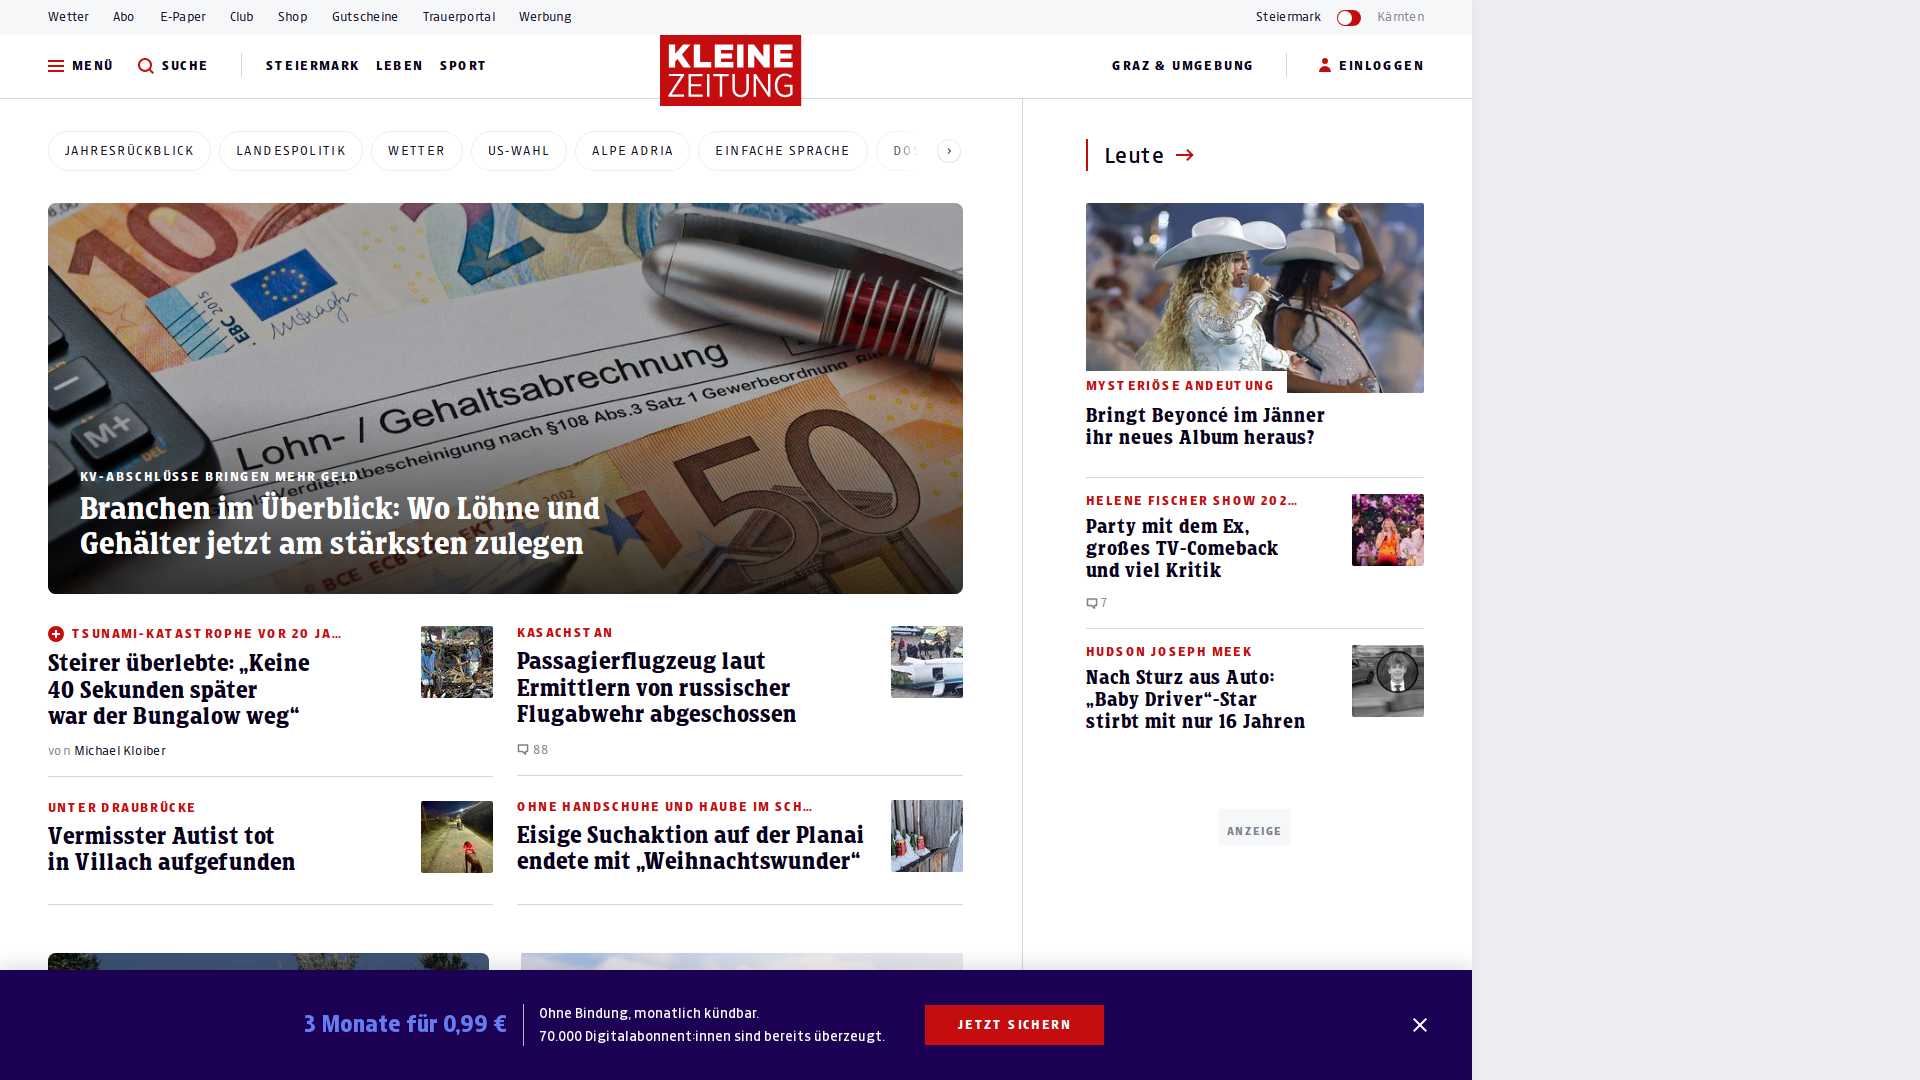 Wetter
Abo
E-Paper
Club
Shop
Gutscheine
Trauerportal
Werbung
Steiermark
Kärnten
MENÜ
SUCHE
STEIERMARK
LEBEN
SPORT
KLEINE
ZEITUNG
GRAZ & UMGEBUNG
EINLOGGEN
JAHRESRÜCKBLICK
LANDESPOLITIK
WETTER
US-WAHL
ALPE ADRIA
EINFACHE SPRACHE
Lohn- / Gehaltsabrechnung
KV-ABSCHLÜSSE BRINGEN MEHR GELD
Branchen im Überblick: Wo Löhne und
Gehälter jetzt am stärksten zulegen
TSUNAMI-KATASTROPHE VOR 20 JA…
Steirer überlebte: „Keine
40 Sekunden später
war der Bungalow weg“
von Michael Kloiber
KASACHSTAN
Passagierflugzeug laut
Ermittlern von russischer
Flugabwehr abgeschossen
88
UNTER DRAUBRÜCKE
Vermisster Autist tot
in Villach aufgefunden
OHNE HANDSCHUHE UND HAUBE IM SCH…
Eisige Suchaktion auf der Planai
endete mit „Weihnachtswunder“
Leute
MYSTERIÖSE ANDEUTUNG
Bringt Beyoncé im Jänner
ihr neues Album heraus?
HELENE FISCHER SHOW 202…
Party mit dem Ex,
großes TV-Comeback
und viel Kritik
7
HUDSON JOSEPH MEEK
Nach Sturz aus Auto:
„Baby Driver“-Star
stirbt mit nur 16 Jahren
ANZEIGE
3 Monate für 0,99 €
Ohne Bindung, monatlich kündbar.
70.000 Digitalabonnent:innen sind bereits überzeugt.
JETZT SICHERN